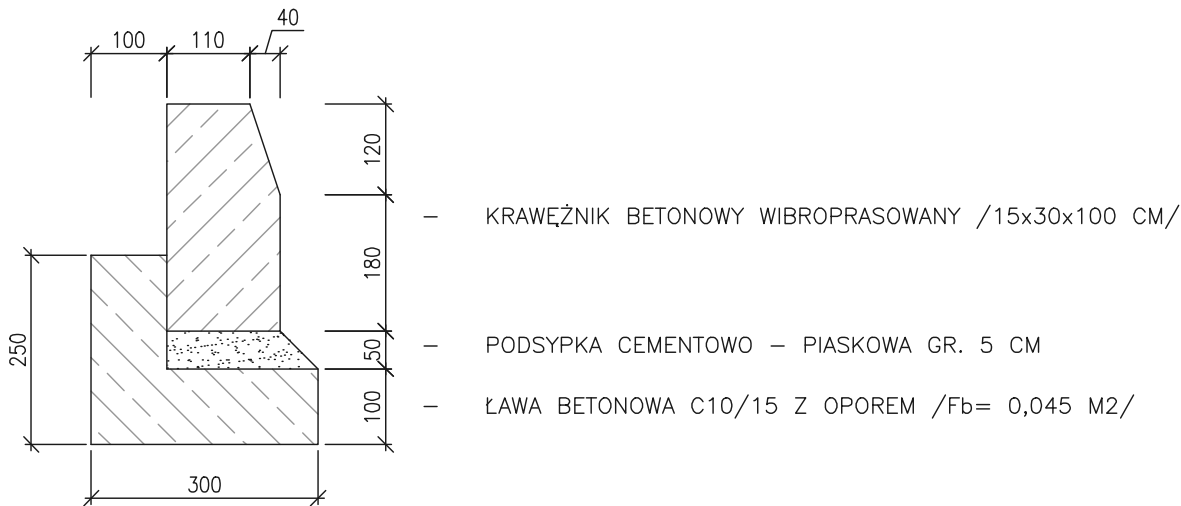 40
100 110
120
KRAWĘŻNIK BETONOWY WIBROPRASOWANY /15x30x100 CM/
180
250
50
– PODSYPKA CEMENTOWO – PIASKOWA GR. 5 CM
100
– ŁAWA BETONOWA C10/15 Z OPOREM /Fb= 0,045 M2/
300